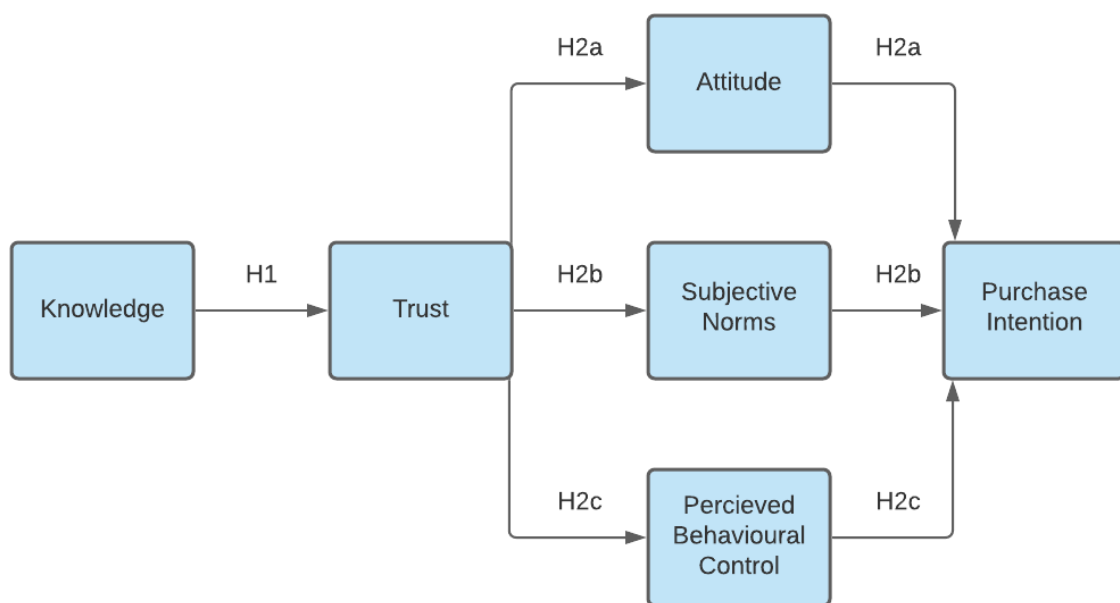 H2a
H2a
Attitude
H1
H2b
H2b
Knowledge
Trust
Subjective
Norms
Purchase
Intention
H2c
H2c
Percieved
Behavioural
Control